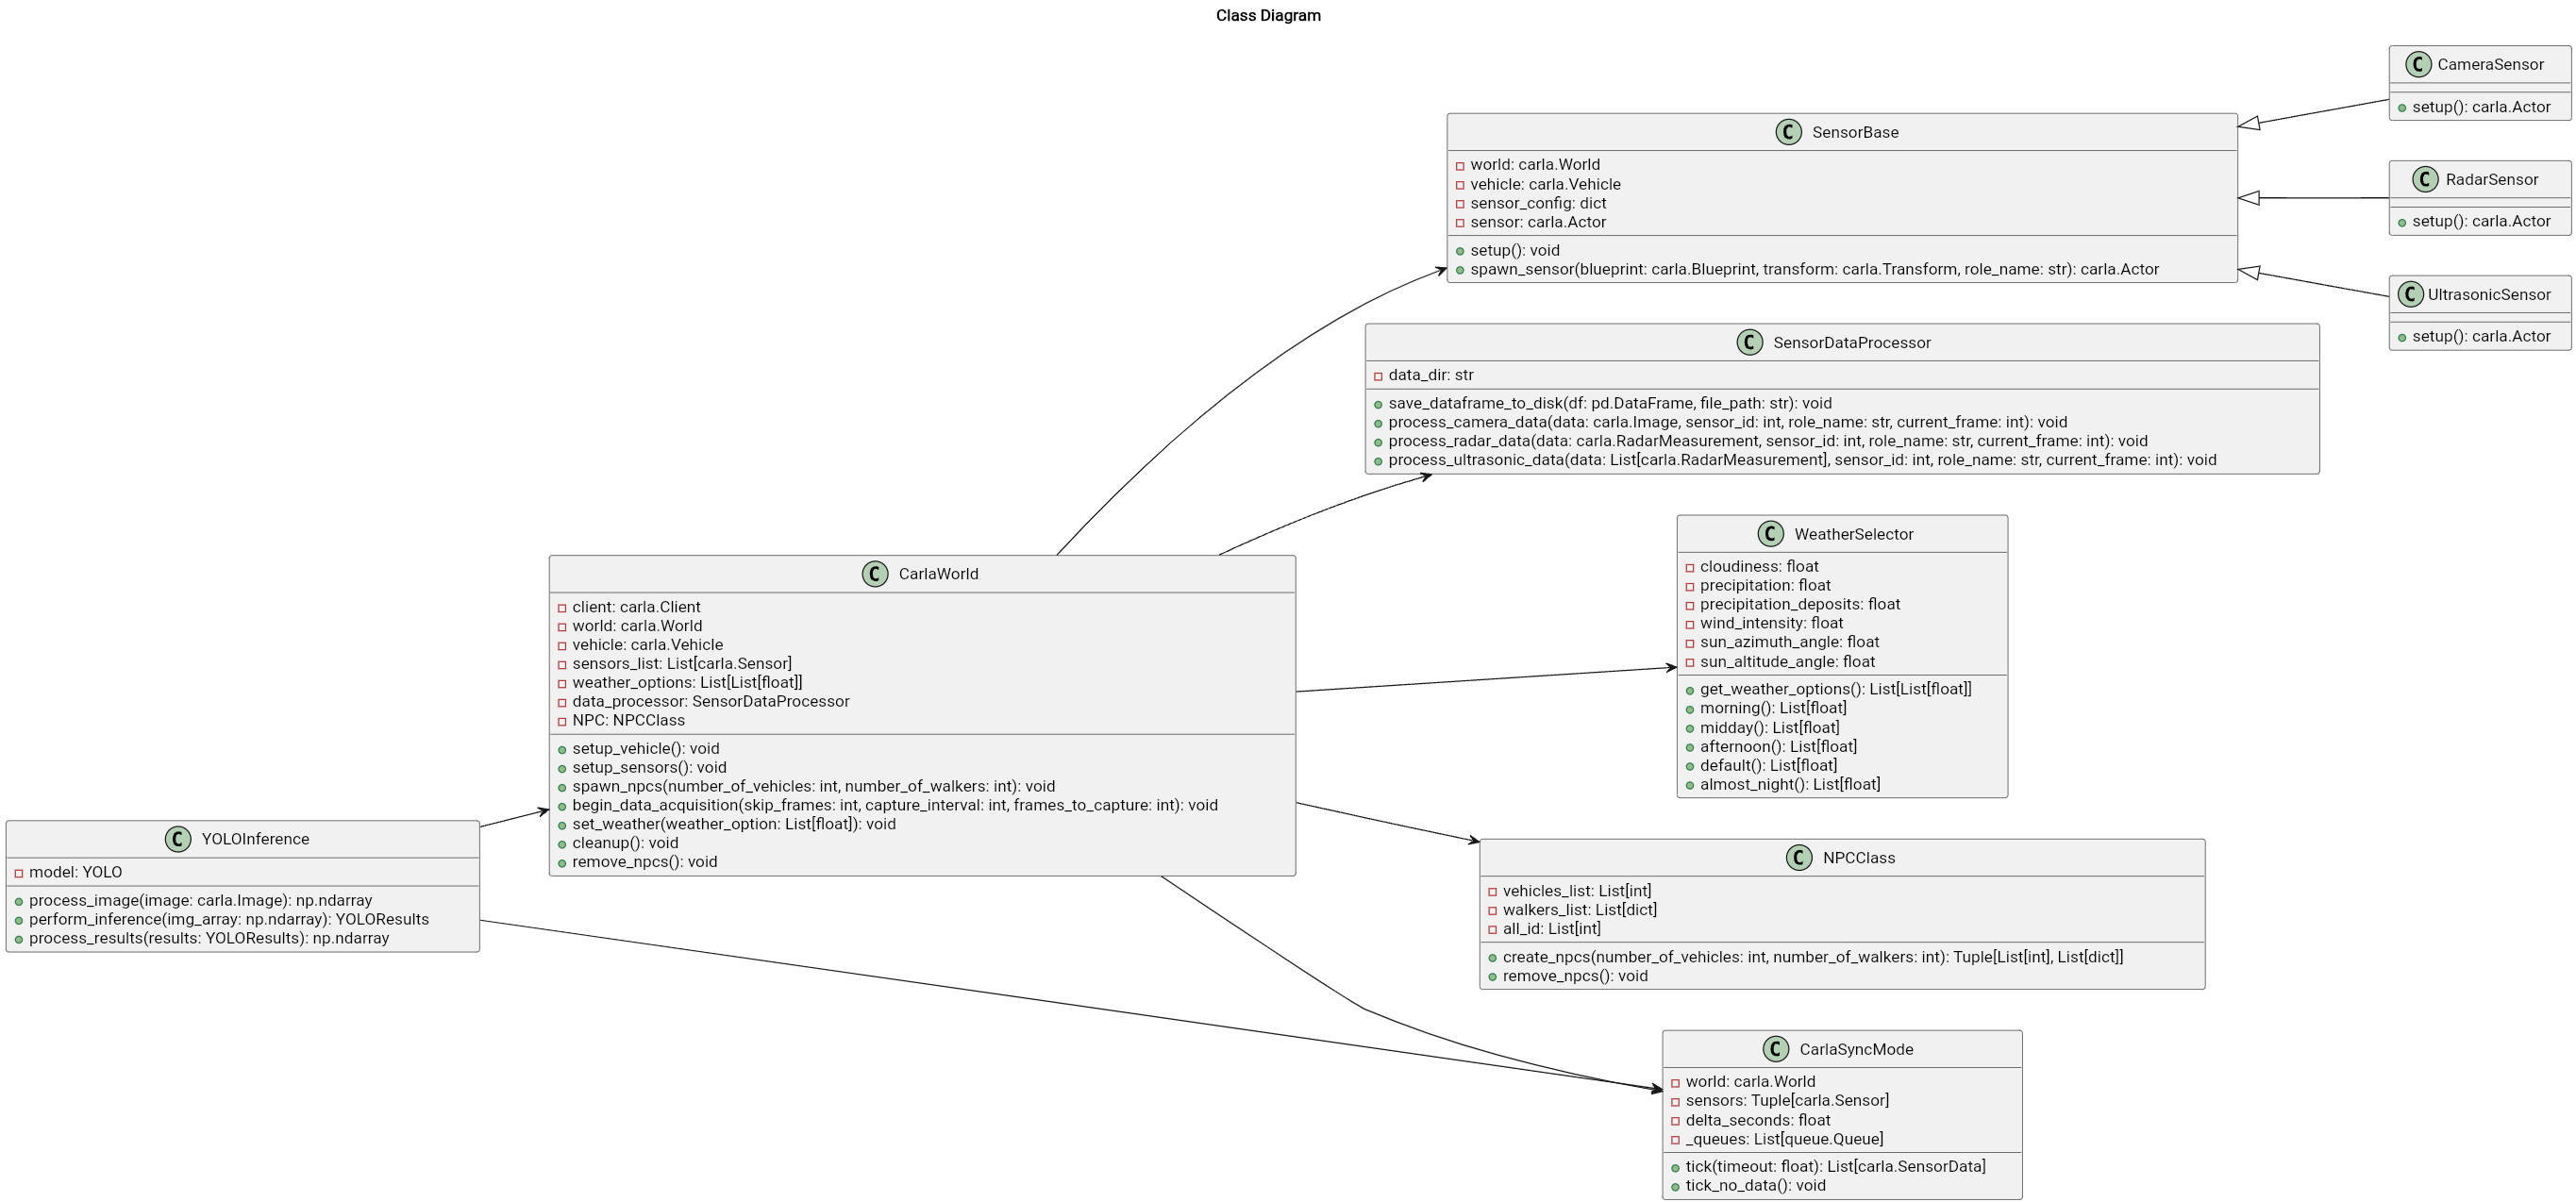 Class Diagram
C CameraSensor
setup(): carla.Actor
C SensorBase
world: carla.World
vehicle: carla.Vehicle
sensor_config: dict
sensor: carla.Actor
setup(): void
spawn_sensor(blueprint: carla.Blueprint, transform: carla.Transform, role_name: str): carla.Actor
C RadarSensor
setup(): carla.Actor
C UltrasonicSensor
setup(): carla.Actor
C SensorDataProcessor
data_dir: str
save_dataframe_to_disk(df: pd.DataFrame, file_path: str): void
process_camera_data(data: carla.Image, sensor_id: int, role_name: str, current_frame: int): void
process_radar_data(data: carla.RadarMeasurement, sensor_id: int, role_name: str, current_frame: int): void
process_ultrasonic_data(data: List[carla.RadarMeasurement], sensor_id: int, role_name: str, current_frame: int): void
C WeatherSelector
cloudiness: float
precipitation: float
precipitation_deposits: float
wind_intensity: float
sun_azimuth_angle: float
sun_altitude_angle: float
get_weather_options(): List[List[float]]
morning(): List[float]
midday(): List[float]
afternoon(): List[float]
default(): List[float]
almost_night(): List[float]
C CarlaWorld
client: carla.Client
world: carla.World
vehicle: carla.Vehicle
sensors_list: List[carla.Sensor]
weather_options: List[List[float]]
data_processor: SensorDataProcessor
NPC: NPCClass
setup_vehicle(): void
setup_sensors(): void
spawn_npcs(number_of_vehicles: int, number_of_walkers: int): void
begin_data_acquisition(skip_frames: int, capture_interval: int, frames_to_capture: int): void
set_weather(weather_option: List[float]): void
cleanup(): void
remove_npcs(): void
C YOLOInference
model: YOLO
process_image(image: carla.Image): np.ndarray
perform_inference(img_array: np.ndarray): YOLOResults
process_results(results: YOLOResults): np.ndarray
C NPCClass
vehicles_list: List[int]
walkers_list: List[dict]
all_id: List[int]
create_npcs(number_of_vehicles: int, number_of_walkers: int): Tuple[List[int], List[dict]]
remove_npcs(): void
C CarlaSyncMode
world: carla.World
sensors: Tuple[carla.Sensor]
delta_seconds: float
_queues: List[queue.Queue]
tick(timeout: float): List[carla.SensorData]
tick_no_data(): void